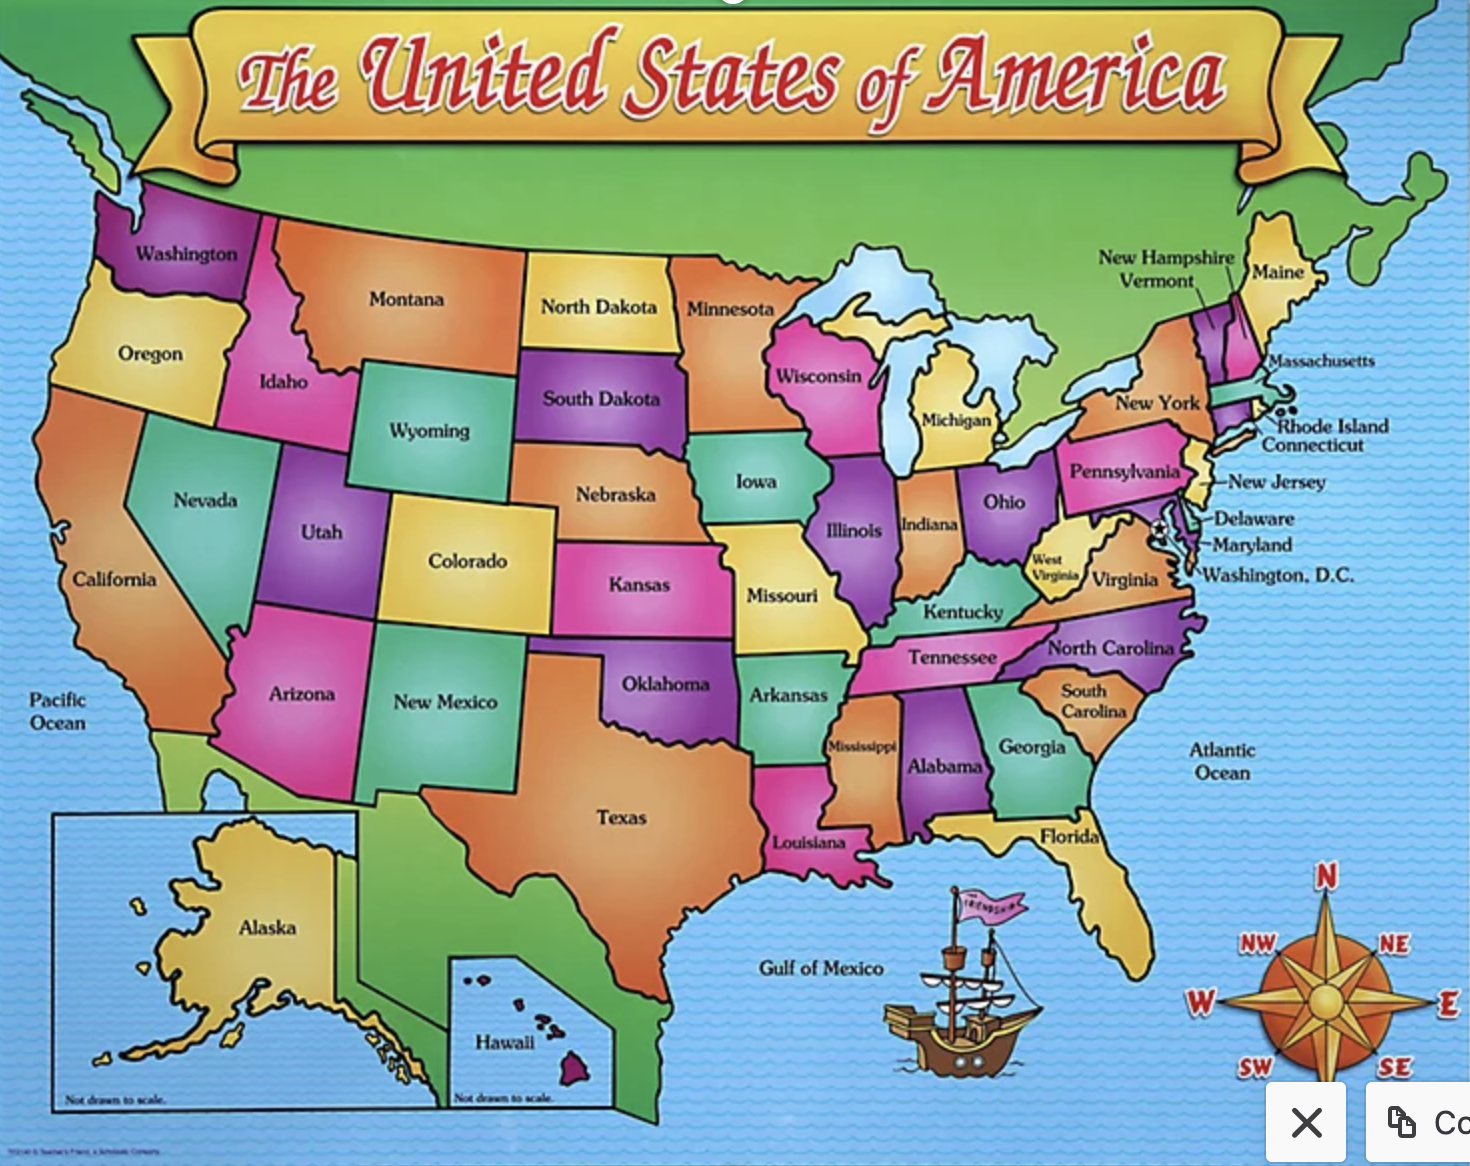 The United States of America
Washington
Oregon
California
Nevada
Idaho
Montana
Wyoming
Utah
Colorado
Arizona
New Mexico
North Dakota
South Dakota
Nebraska
Kansas
Oklahoma
Texas
Minnesota
Iowa
Missouri
Arkansas
Louisiana
Wisconsin
Illinois
Michigan
Indiana
Ohio
Kentucky
Tennessee
Mississippi
Alabama
Georgia
Florida
South
Carolina
North Carolina
Virginia
West
Virginia
Pennsylvania
New York
New Hampshire
Vermont
Maine
Massachusetts
Rhode Island
Connecticut
New Jersey
Delaware
Maryland
Washington, D.C.
Pacific
Ocean
Atlantic
Ocean
Gulf of Mexico
FRIENDSHIP
Alaska
Not drawn to scale.
Hawaii
Not drawn to scale.
N
NW
NE
W
E
SW
SE
Co